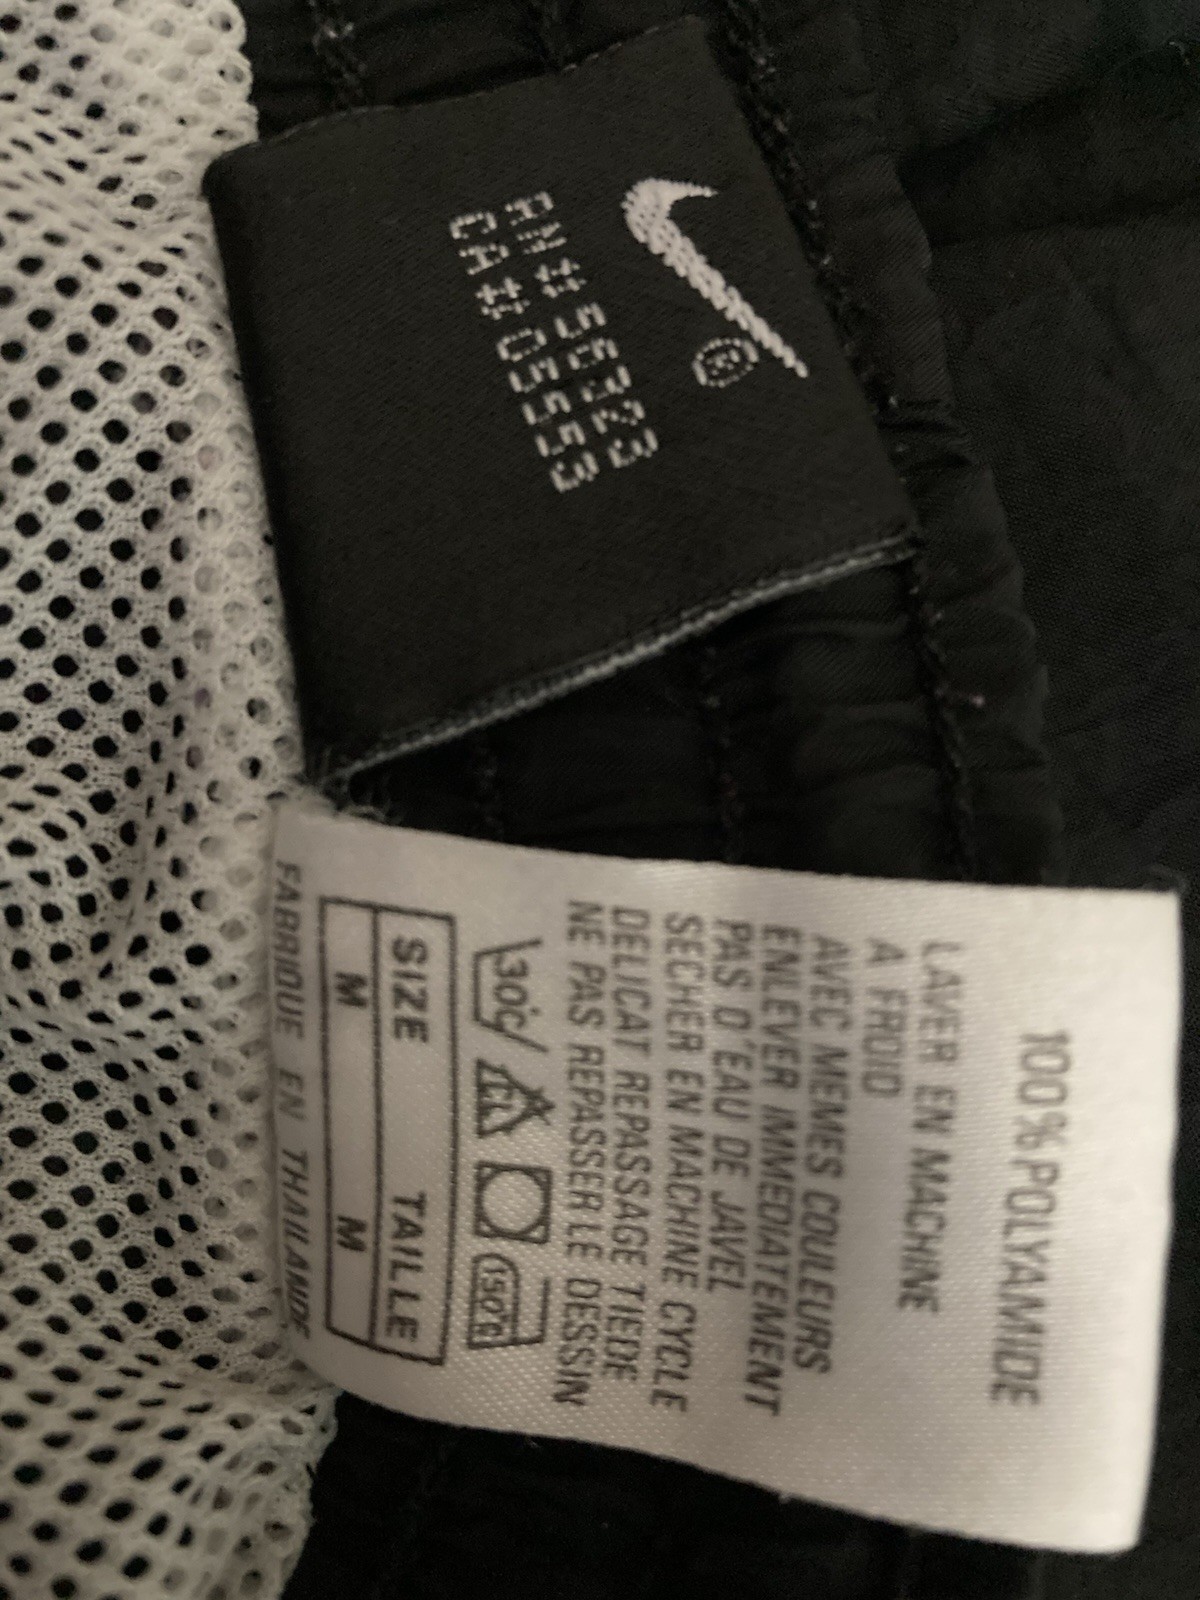 ®
RN# 56323
CA# 05553
100% POLYAMIDE
LAVER EN MACHINE
A FROID
AVEC MEMES COULEURS
ENLEVER IMMEDIATEMENT
PAS D'EAU DE JAVEL
SECHER EN MACHINE CYCLE
DELICAT REPASSAGE TIEDE
NE PAS REPASSER LE DESSIN
30°C
150°C
SIZE TAILLE
M M
FABRIQUE EN THAILANDE